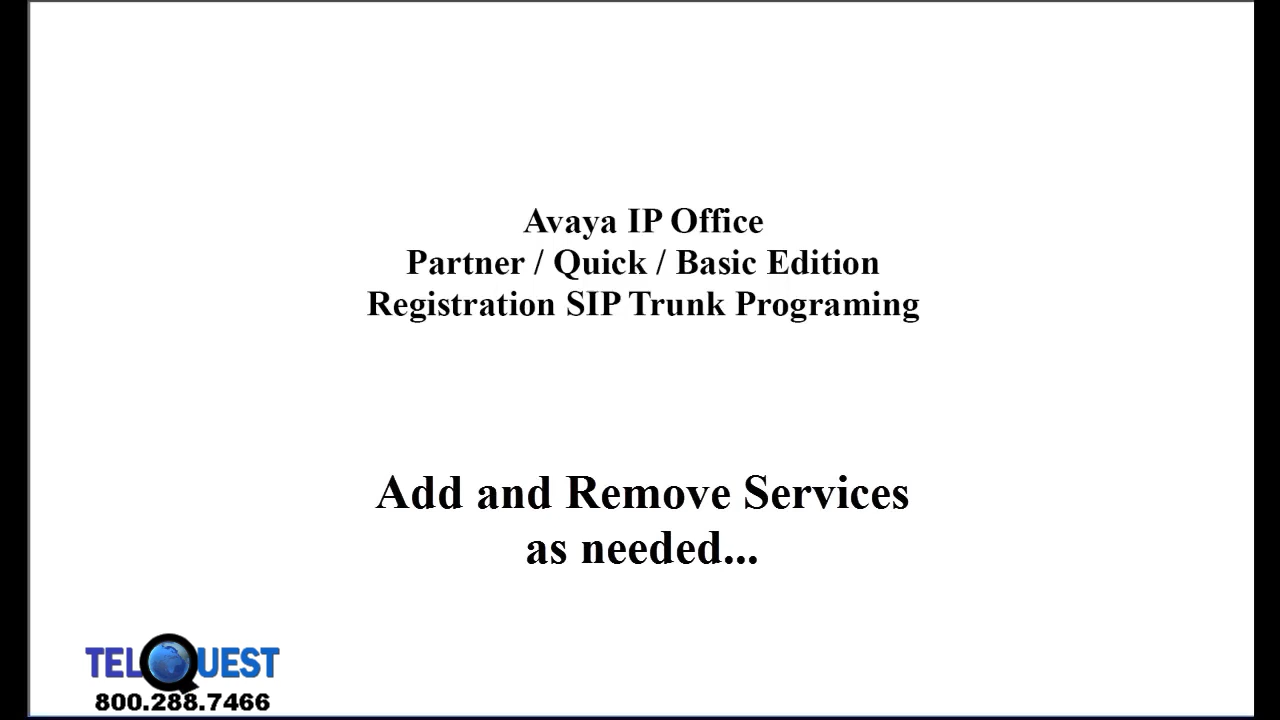 Avaya IP Office
Partner / Quick / Basic Edition
Registration SIP Trunk Programing
Add and Remove Services
as needed...
TELQUEST
800.288.7466